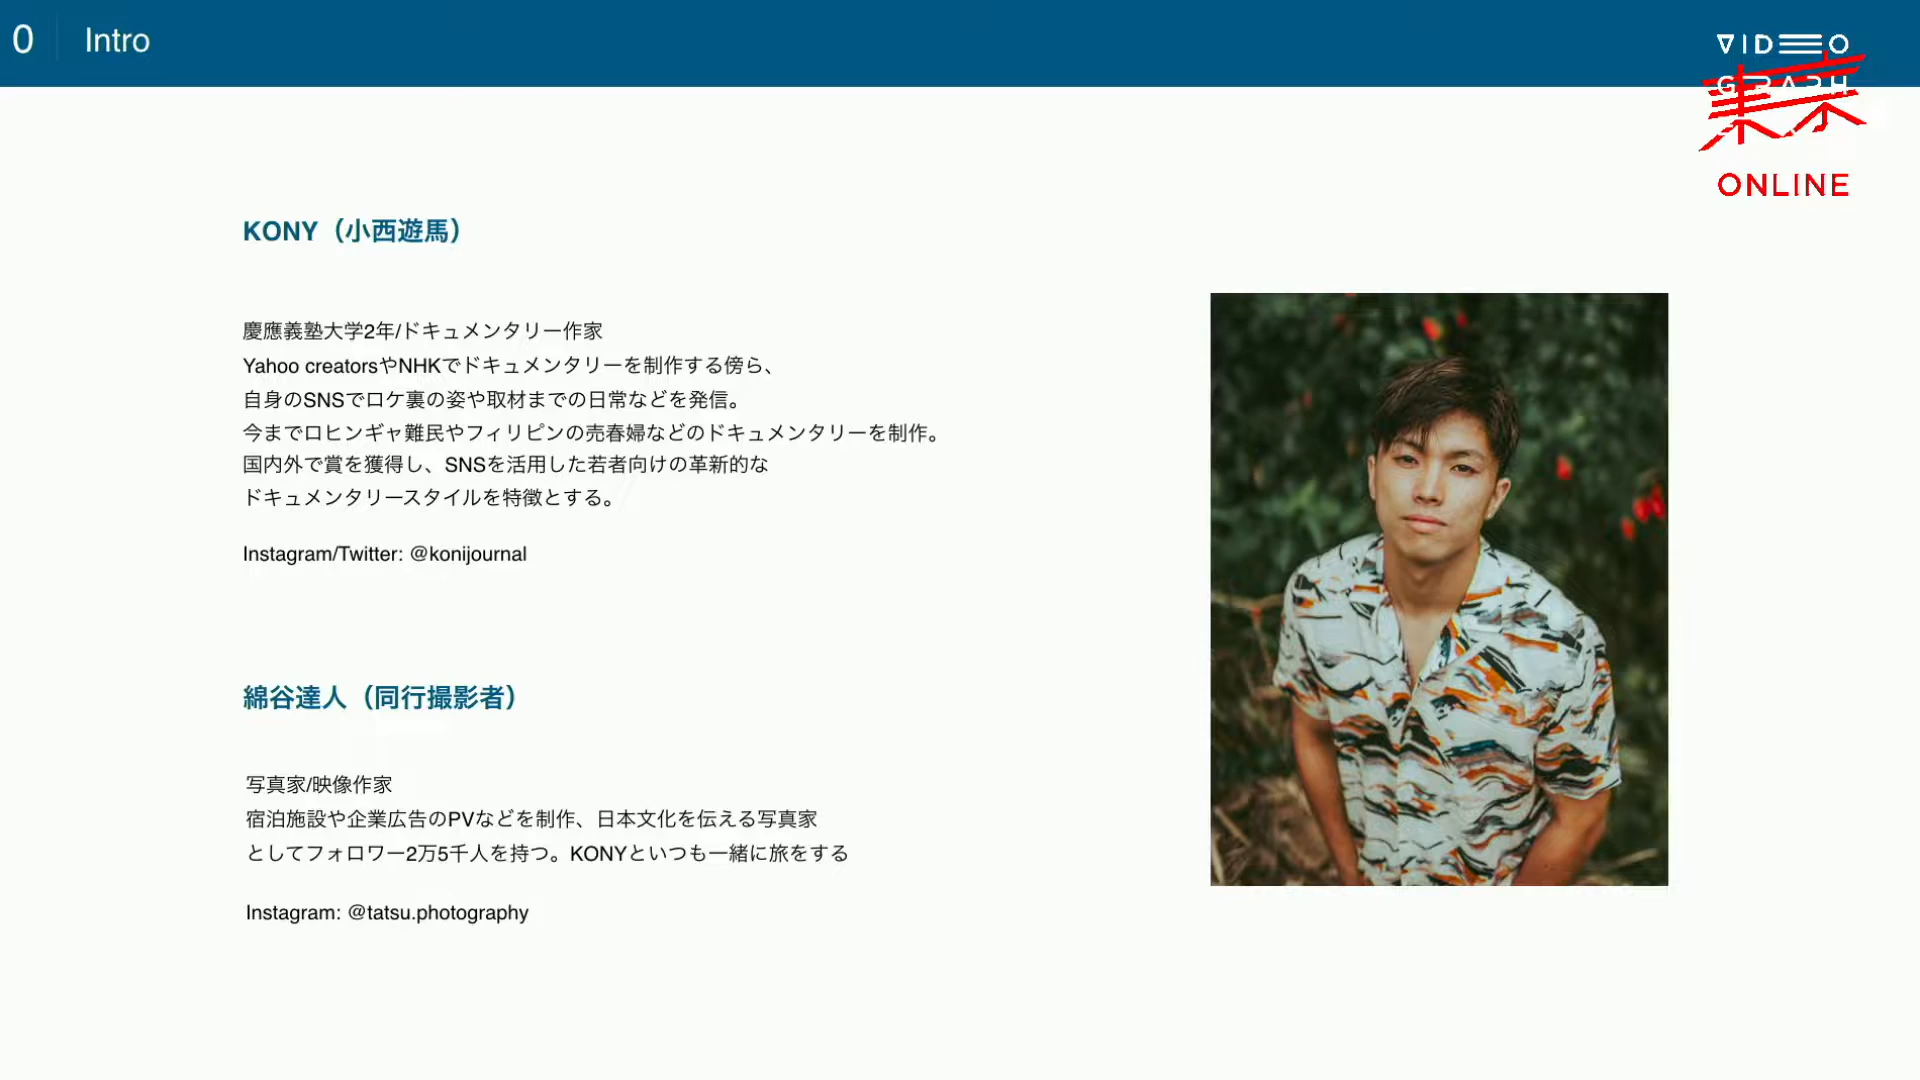 0 Intro
VIDEO
GRAPH
東京
ONLINE
KONY（小西遊馬）
慶應義塾大学2年/ドキュメンタリー作家
Yahoo creatorsやNHKでドキュメンタリーを制作する傍ら、
自身のSNSでロケ裏の姿や取材までの日常などを発信。
今までロヒンギャ難民やフィリピンの売春婦などのドキュメンタリーを制作。
国内外で賞を獲得し、SNSを活用した若者向けの革新的な
ドキュメンタリースタイルを特徴とする。
Instagram/Twitter: @konijournal
綿谷達人（同行撮影者）
写真家/映像作家
宿泊施設や企業広告のPVなどを制作、日本文化を伝える写真家
としてフォロワー2万5千人を持つ。KONYといつも一緒に旅をする
Instagram: @tatsu.photography